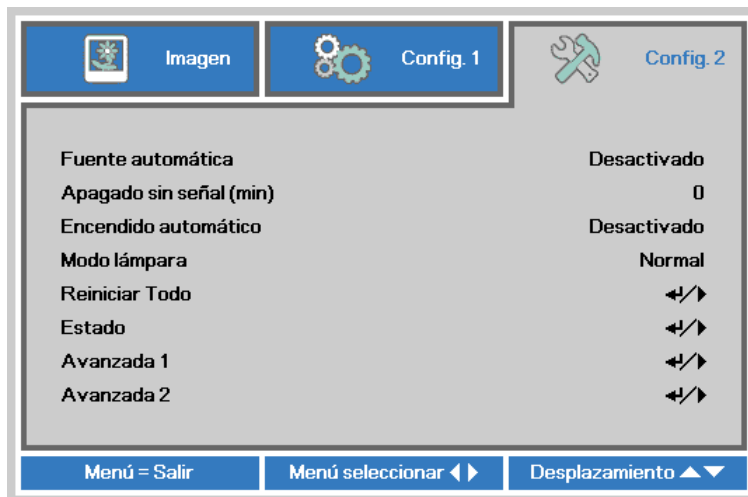 Imagen Config. 1 Config. 2
Fuente automática Desactivado
Apagado sin señal (min) 0
Encendido automático Desactivado
Modo lámpara Normal
Reiniciar Todo ↵/▶
Estado ↵/▶
Avanzada 1 ↵/▶
Avanzada 2 ↵/▶
Menú = Salir Menú seleccionar ◀▶ Desplazamiento ▲▼